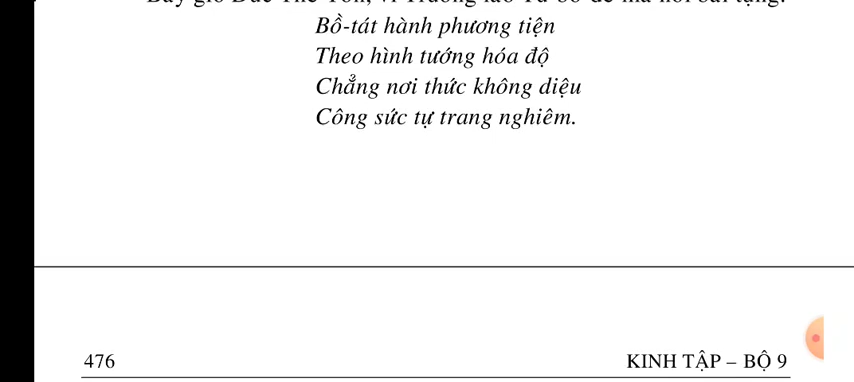 Bồ-tát hành phương tiện
Theo hình tướng hóa độ
Chẳng nơi thức không diệu
Công sức tự trang nghiêm.
476
KINH TẬP – BỘ 9